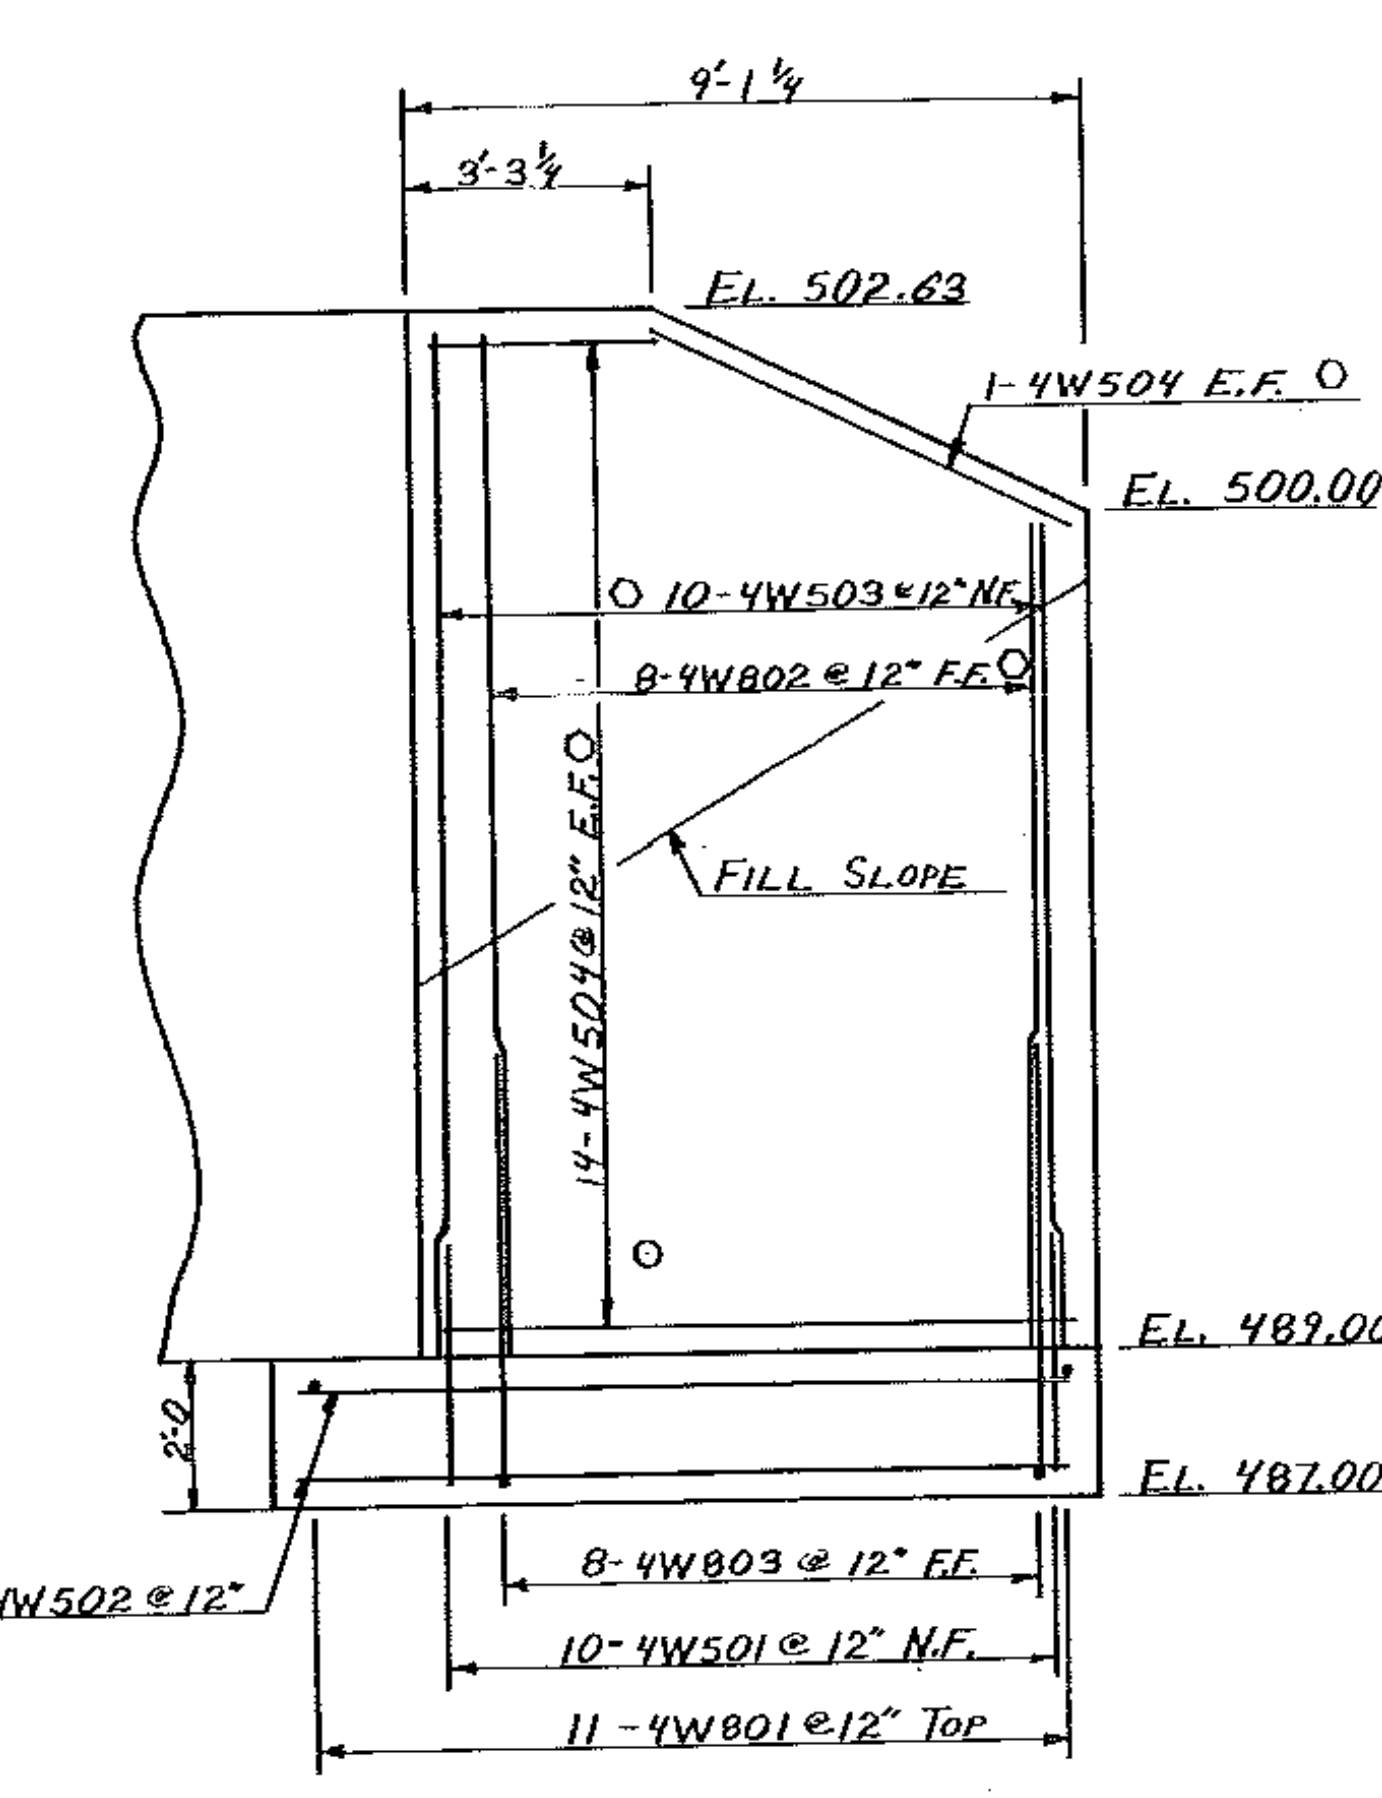 9'-1 1/4
3'-3 1/4
EL. 502.63
1-4W504 E.F.
EL. 500.00
10-4W503 @ 12" N.F.
8-4W802 @ 12" F.F.
14-4W504 @ 12" E.F.
FILL SLOPE
EL. 489.00
2'-0
EL. 487.00
8-4W803 @ 12" F.F.
4W502 @ 12"
10-4W501 @ 12" N.F.
11-4W801 @ 12" TOP